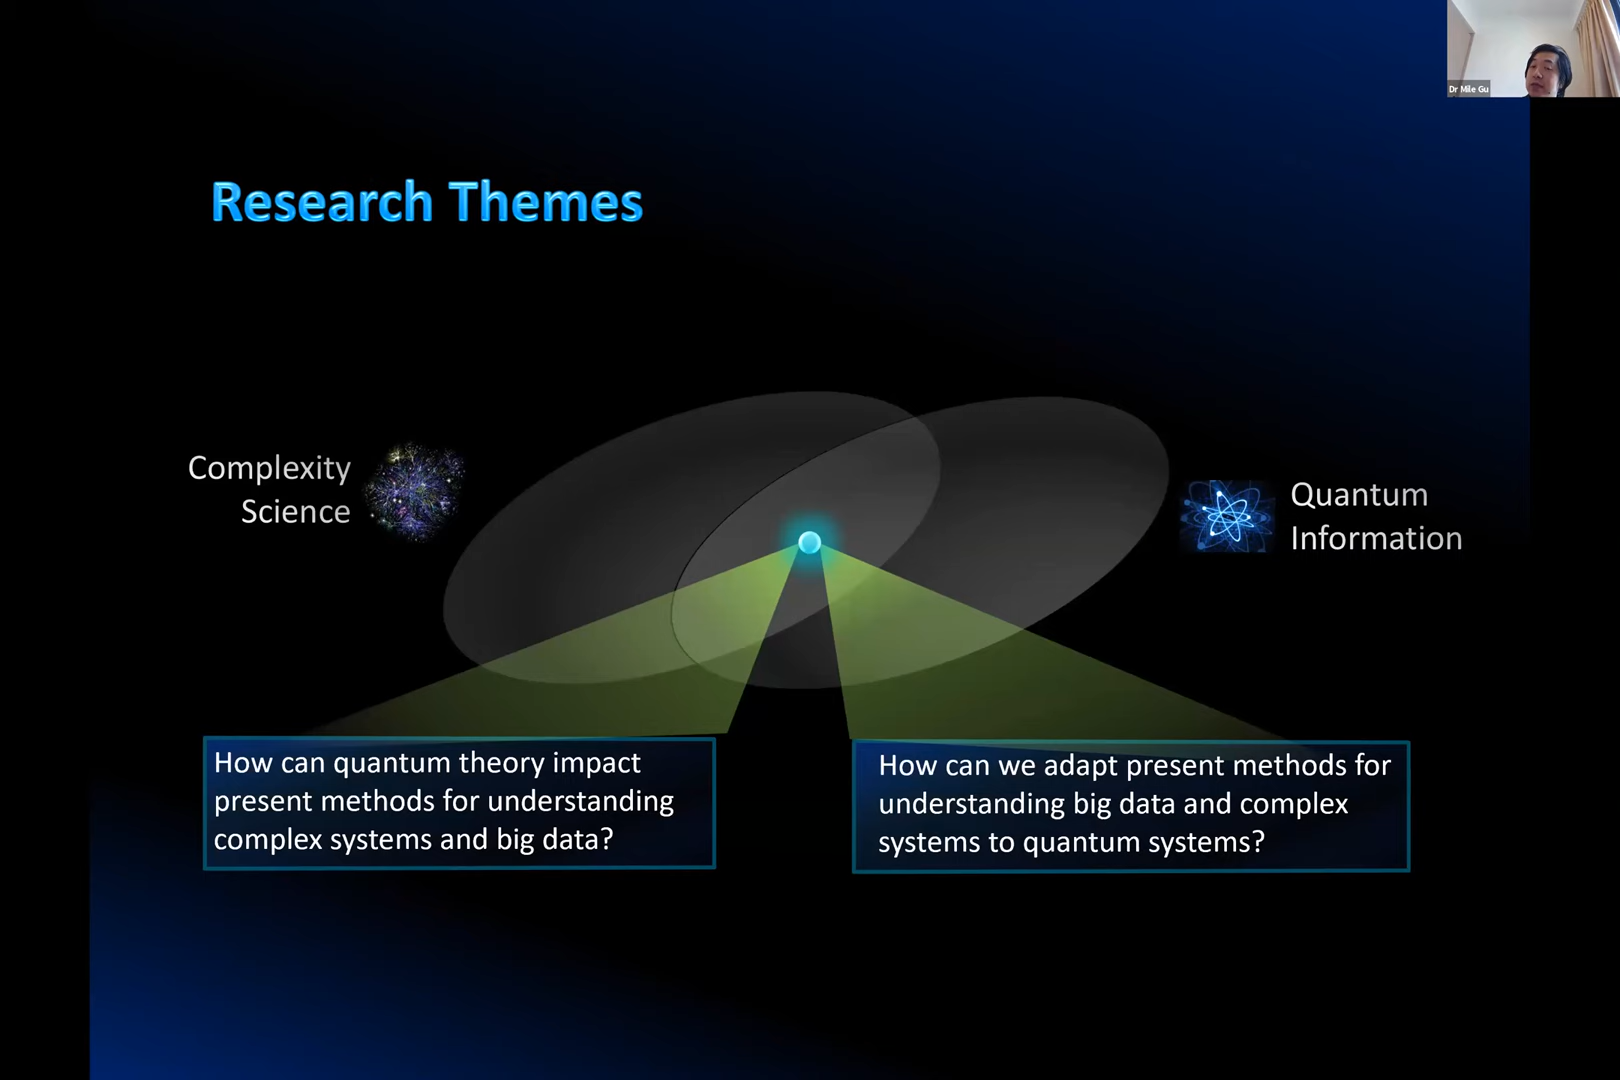 Dr Mile Gu
Research Themes
Complexity
Science
Quantum
Information
How can quantum theory impact
present methods for understanding
complex systems and big data?
How can we adapt present methods for
understanding big data and complex
systems to quantum systems?